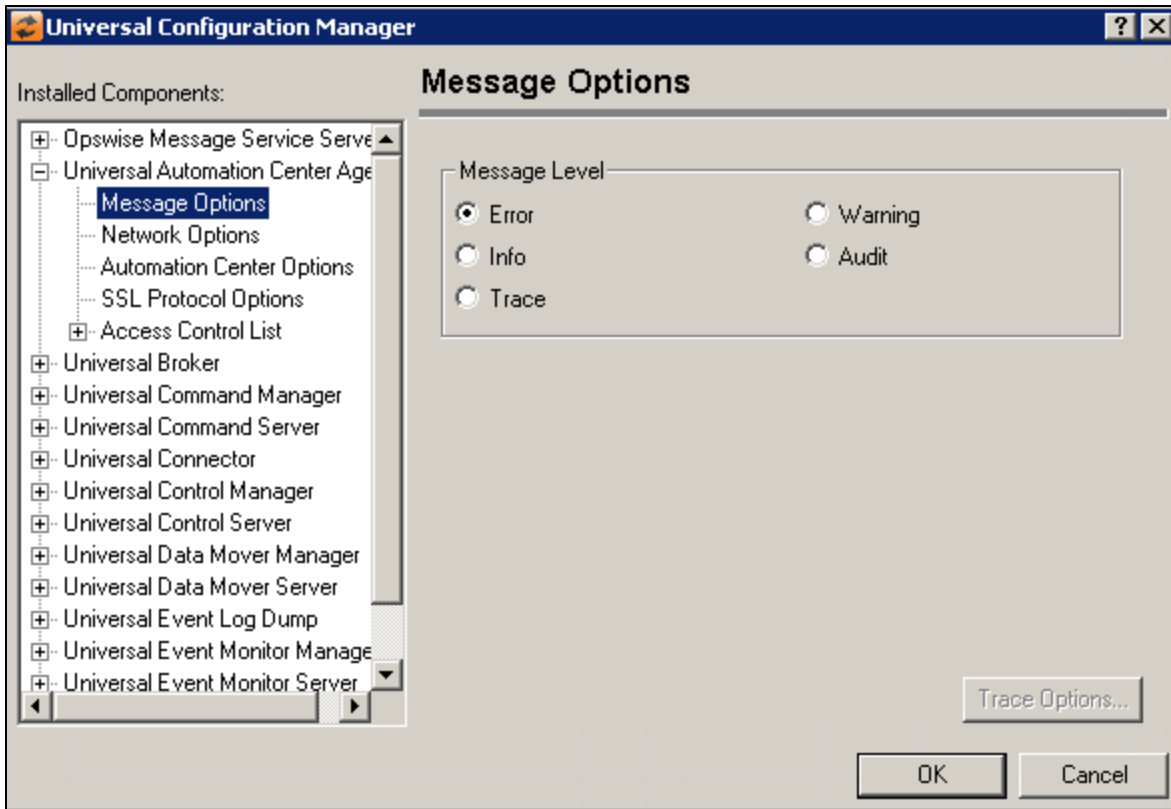 Universal Configuration Manager
Installed Components:
Opswise Message Service Serve
Universal Automation Center Age
Message Options
Network Options
Automation Center Options
SSL Protocol Options
Access Control List
Universal Broker
Universal Command Manager
Universal Command Server
Universal Connector
Universal Control Manager
Universal Control Server
Universal Data Mover Manager
Universal Data Mover Server
Universal Event Log Dump
Universal Event Monitor Manage
Universal Event Monitor Server
Message Options
Message Level
Error
Warning
Info
Audit
Trace
Trace Options...
OK
Cancel